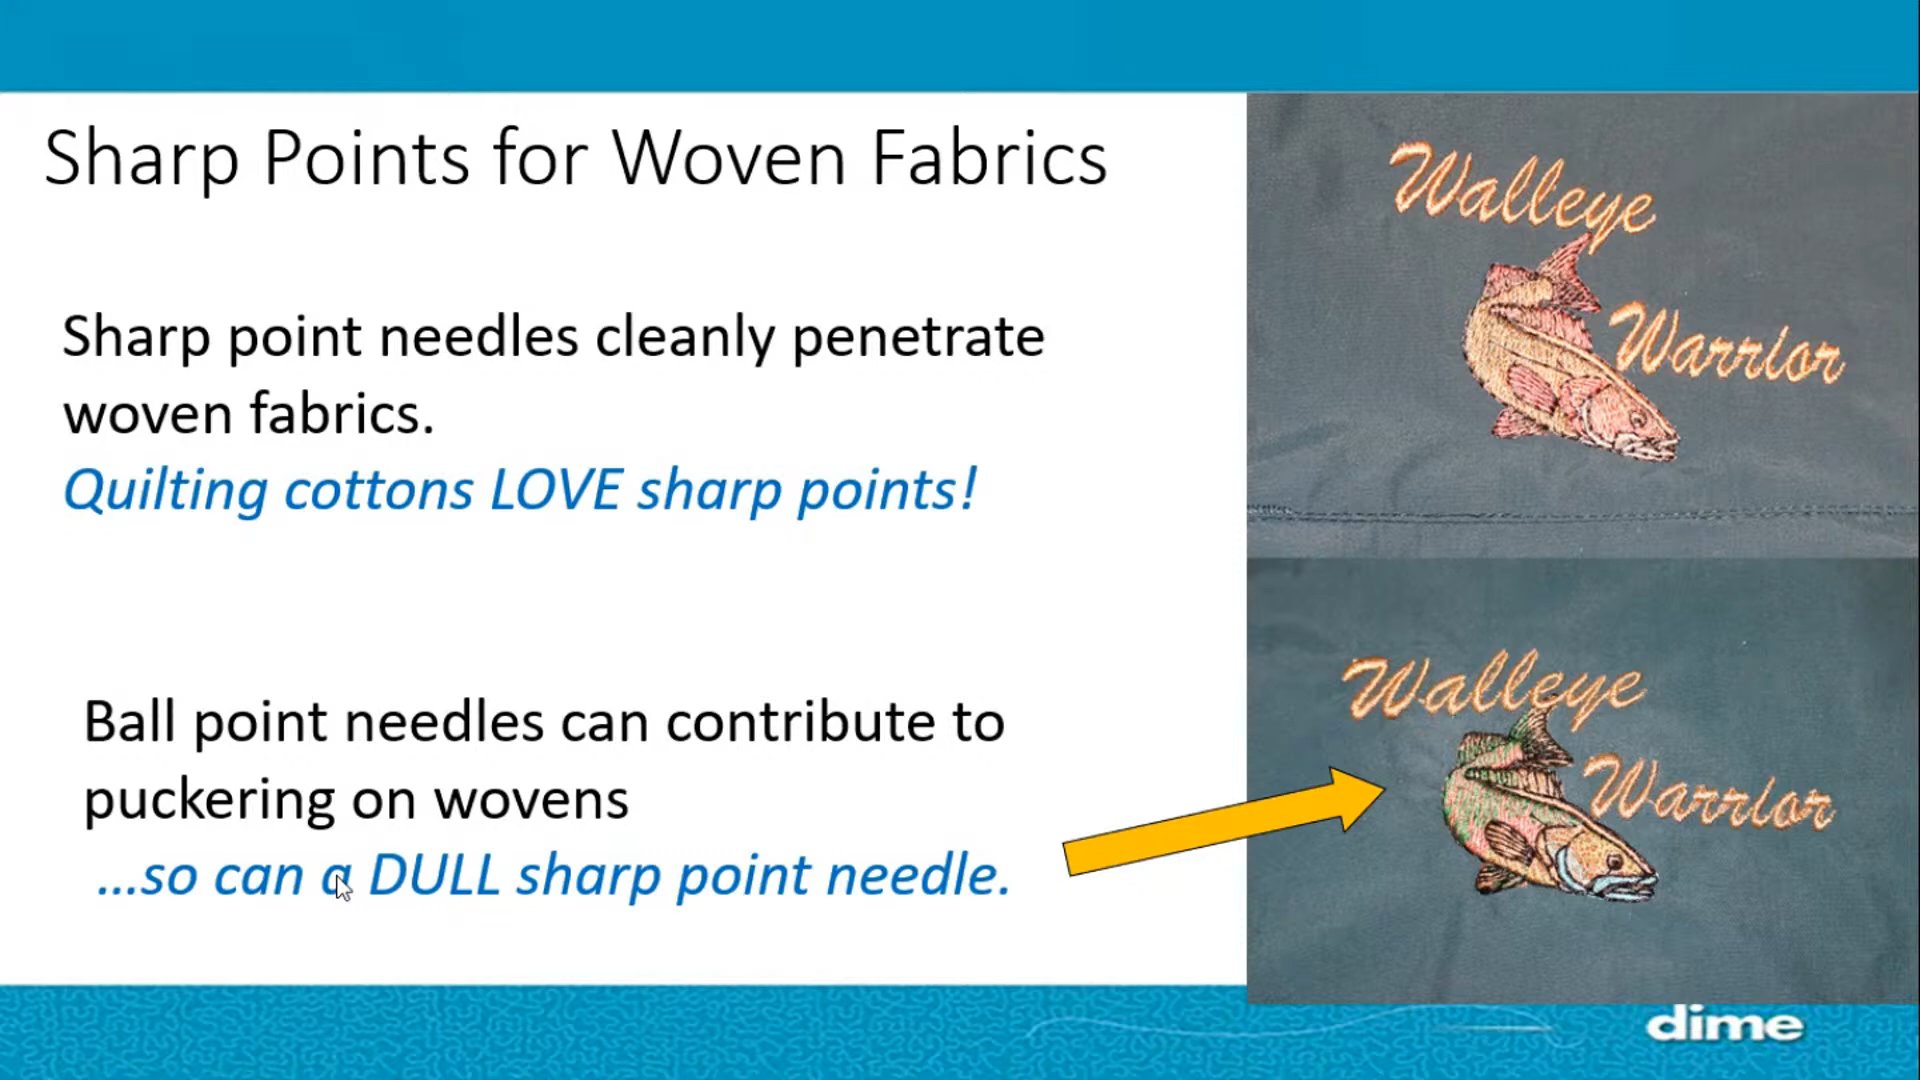 Sharp Points for Woven Fabrics
Sharp point needles cleanly penetrate
woven fabrics.
Quilting cottons LOVE sharp points!
Ball point needles can contribute to
puckering on wovens
...so can a DULL sharp point needle.
Walleye
Warrior
Walleye
Warrior
dime